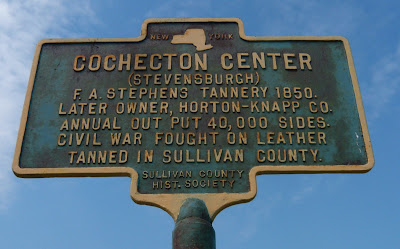 NEW YORK
COCHECTON CENTER
(STEVENSBURGH)
F. A. STEPHENS TANNERY 1850.
LATER OWNER, HORTON-KNAPP CO.
ANNUAL OUT PUT 40,000 SIDES.
CIVIL WAR FOUGHT ON LEATHER
TANNED IN SULLIVAN COUNTY.
SULLIVAN COUNTY
HIST. SOCIETY